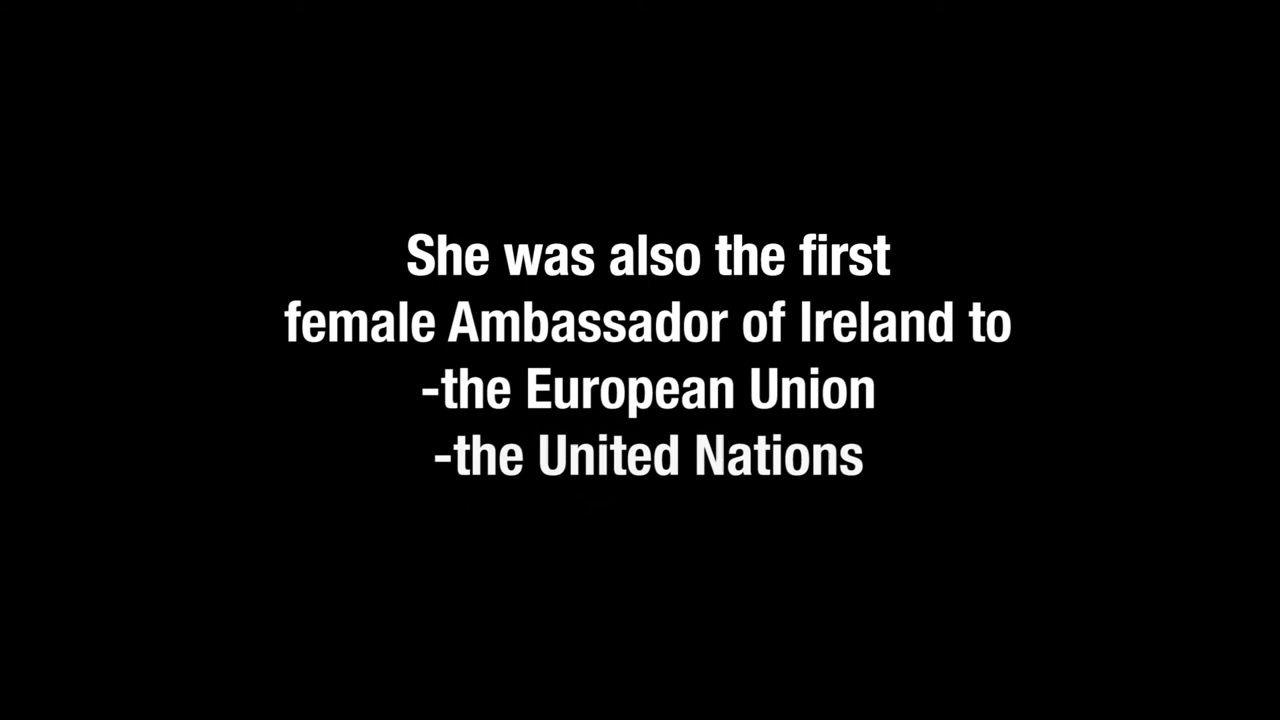 She was also the first
female Ambassador of Ireland to
-the European Union
-the United Nations